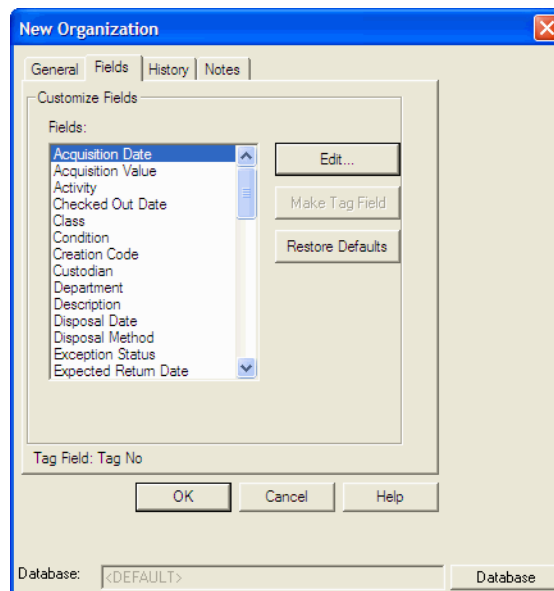 New Organization
General Fields History Notes
Customize Fields
Fields:
Acquisition Date
Acquisition Value
Activity
Checked Out Date
Class
Condition
Creation Code
Custodian
Department
Description
Disposal Date
Disposal Method
Exception Status
Expected Return Date
Edit...
Make Tag Field
Restore Defaults
Tag Field: Tag No
OK Cancel Help
Database: <DEFAULT> Database